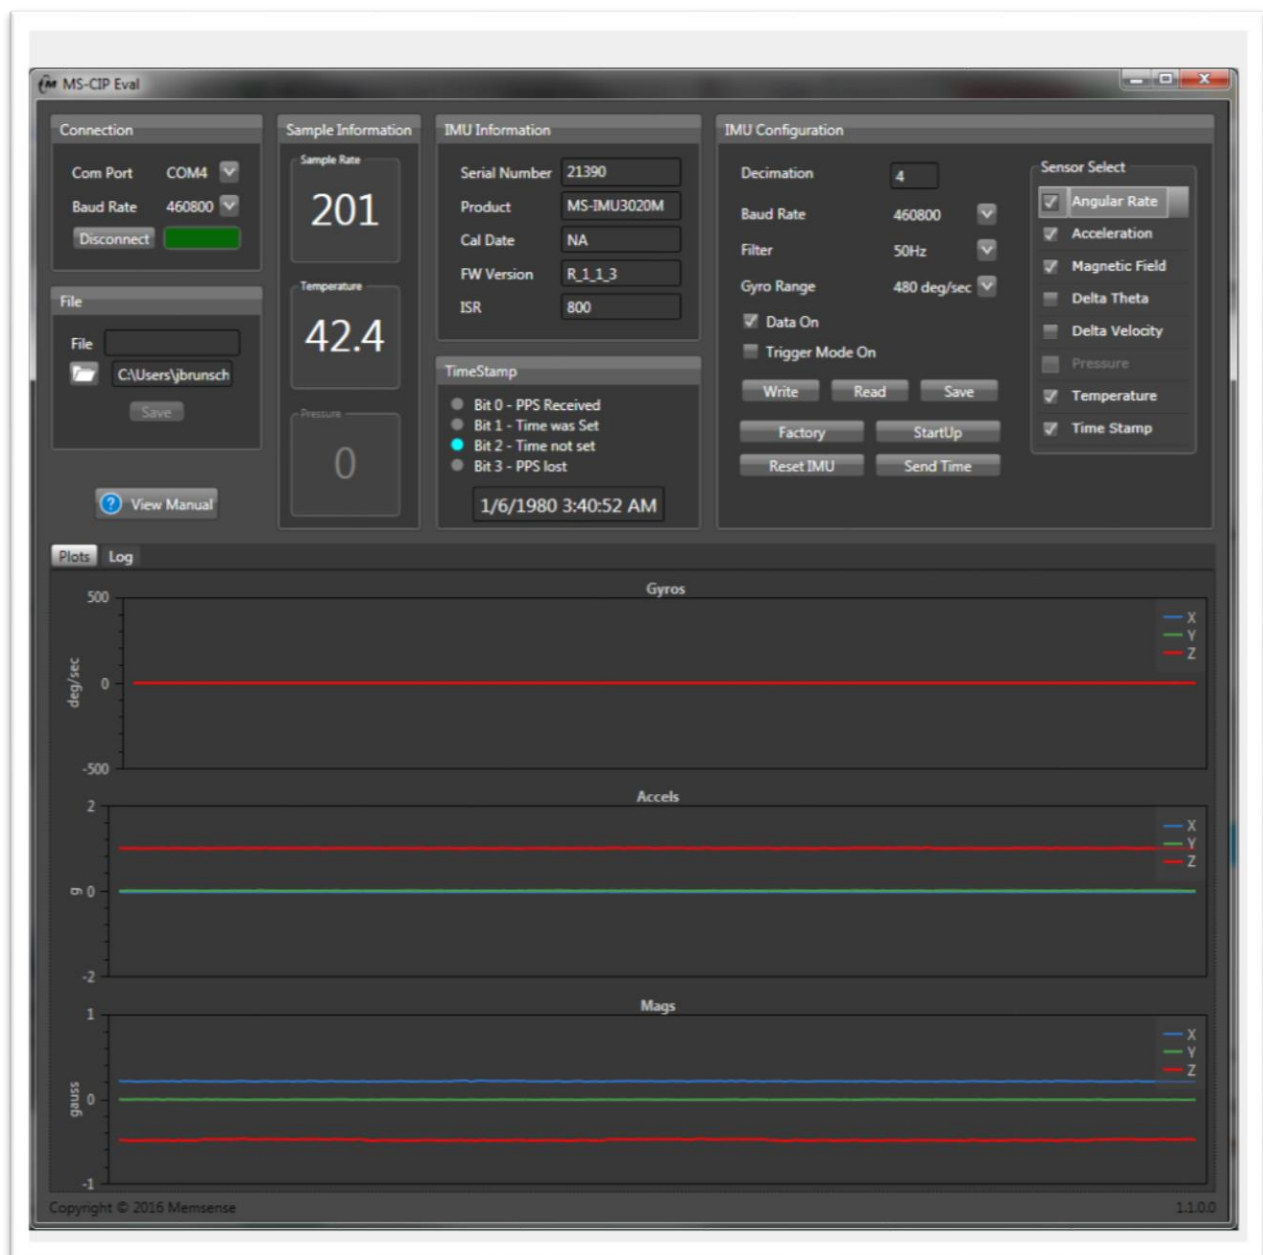 MS-CIP Eval
Connection
Com Port COM4
Baud Rate 460800
Disconnect
File
File
C:\Users\jbrunsch
Save
View Manual
Sample Information
Sample Rate
201
Temperature
42.4
Pressure
0
IMU Information
Serial Number 21390
Product MS-IMU3020M
Cal Date NA
FW Version R_1_1_3
ISR 800
TimeStamp
Bit 0 - PPS Received
Bit 1 - Time was Set
Bit 2 - Time not set
Bit 3 - PPS lost
1/6/1980 3:40:52 AM
IMU Configuration
Decimation 4
Baud Rate 460800
Filter 50Hz
Gyro Range 480 deg/sec
Data On
Trigger Mode On
Write Read Save
Factory StartUp
Reset IMU Send Time
Sensor Select
Angular Rate
Acceleration
Magnetic Field
Delta Theta
Delta Velocity
Pressure
Temperature
Time Stamp
Plots Log
Gyros
500
0
-500
deg/sec
X
Y
Z
Accels
2
0
-2
g
X
Y
Z
Mags
1
0
-1
gauss
X
Y
Z
Copyright © 2016 Memsense 1.1.0.0